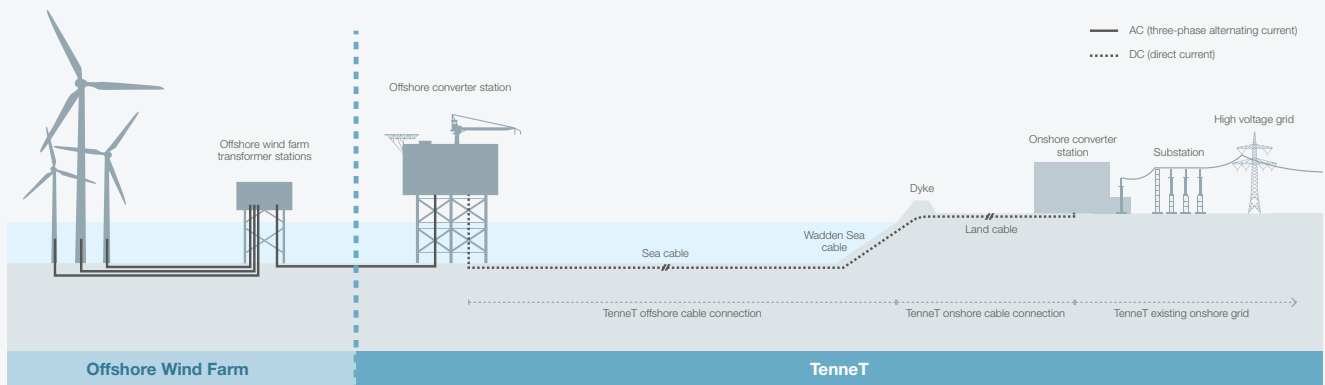 AC (three-phase alternating current)
DC (direct current)
Offshore converter station
High voltage grid
Offshore wind farm
transformer stations
Onshore converter
station
Substation
Dyke
Wadden Sea
cable
Land cable
Sea cable
TenneT offshore cable connection
TenneT onshore cable connection
TenneT existing onshore grid
Offshore Wind Farm
TenneT